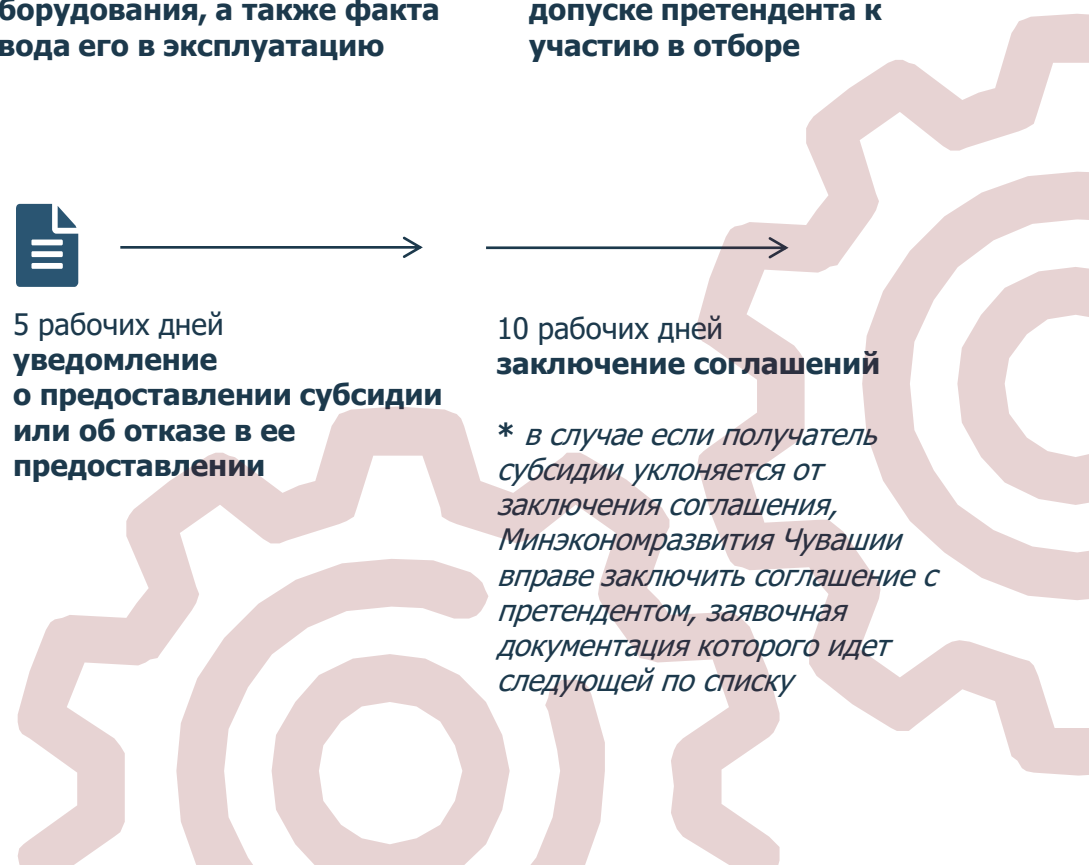 борудования, а также факта
вода его в эксплуатацию
допуске претендента к
участию в отборе
5 рабочих дней
уведомление
о предоставлении субсидии
или об отказе в ее
предоставлении
10 рабочих дней
заключение соглашений
* в случае если получатель
субсидии уклоняется от
заключения соглашения,
Минэкономразвития Чувашии
вправе заключить соглашение с
претендентом, заявочная
документация которого идет
следующей по списку